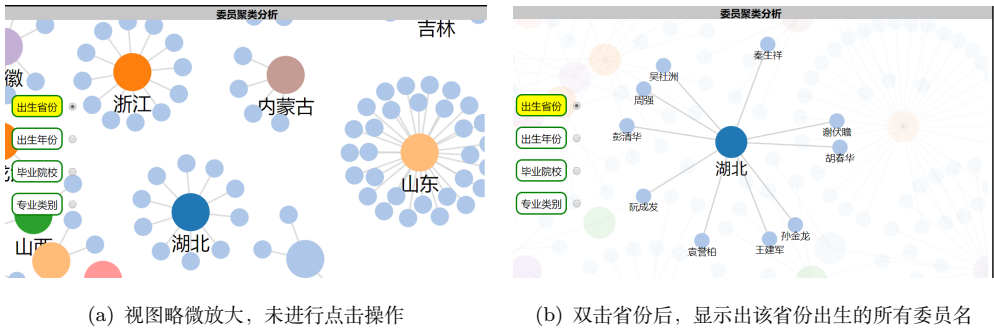 委员聚类分析
吉林
徽
浙江
内蒙古
出生省份
出生年份
毕业院校
专业类别
山东
湖北
山西
委员聚类分析
秦生祥
吴社洲
周强
彭清华
谢伏瞻
胡春华
湖北
阮成发
孙金龙
王建军
袁誉柏
出生省份
出生年份
毕业院校
专业类别
(a) 视图略微放大，未进行点击操作
(b) 双击省份后，显示出该省份出生的所有委员名